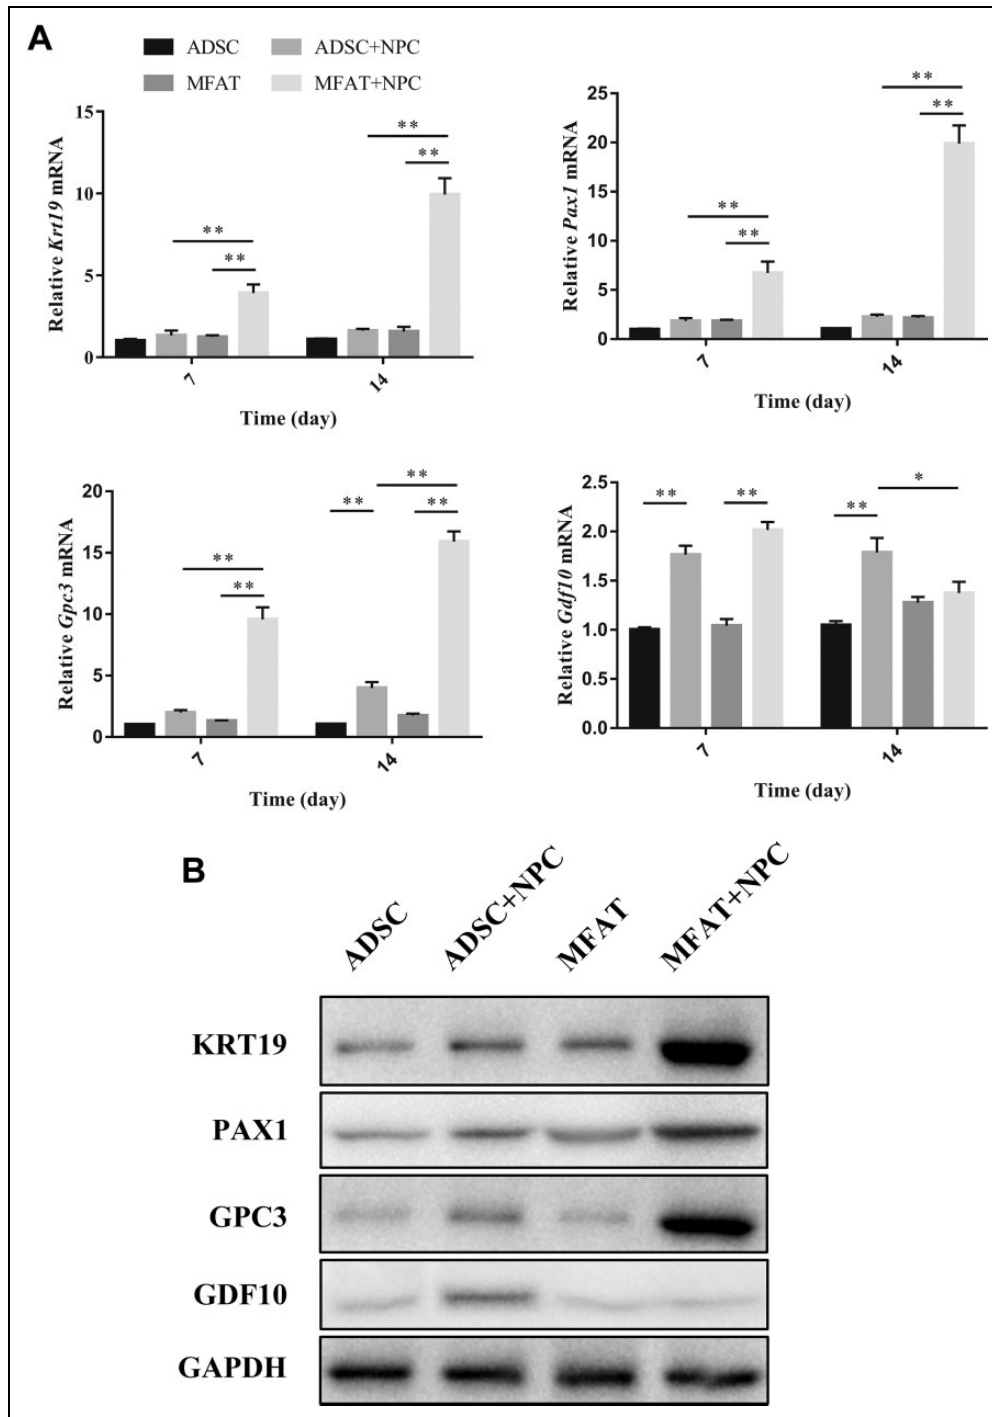 A
ADSC ADSC+NPC
MFAT MFAT+NPC
Relative Krt19 mRNA
15
10
5
0
** **
** **
7 14
Time (day)
Relative Pax1 mRNA
25
20
15
10
5
0
** **
** **
7 14
Time (day)
Relative Gpc3 mRNA
20
15
10
5
0
** ** **
** **
7 14
Time (day)
Relative Gdf10 mRNA
2.5
2.0
1.5
1.0
0.5
0.0
** ** ** *
7 14
Time (day)
B
ADSC ADSC+NPC MFAT MFAT+NPC
KRT19
PAX1
GPC3
GDF10
GAPDH